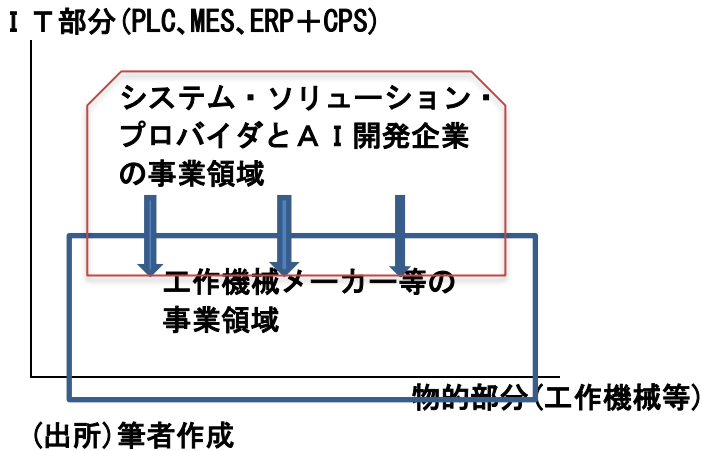 ＩＴ部分(PLC､MES､ERP＋CPS)
システム・ソリューション・
プロバイダとＡＩ開発企業
の事業領域
工作機械メーカー等の
事業領域
物的部分(工作機械等)
(出所)筆者作成